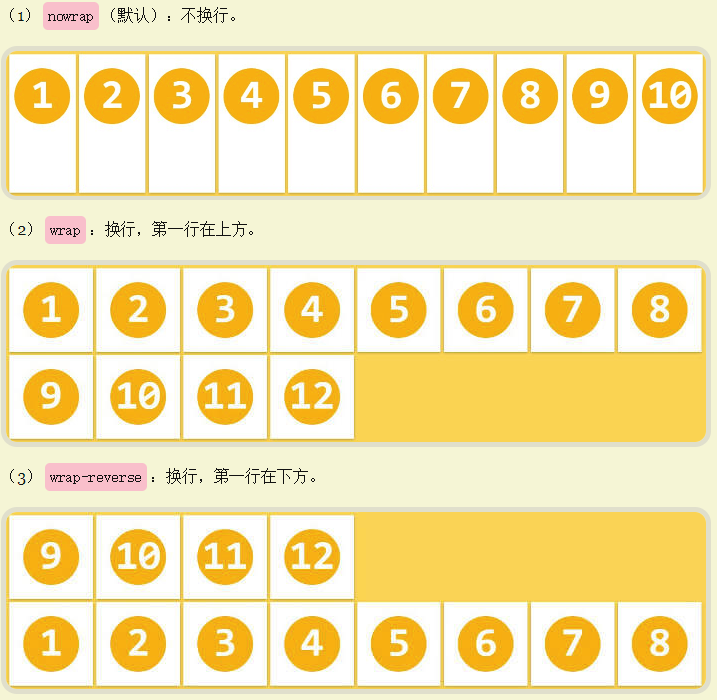 （1） nowrap （默认）：不换行。
1 2 3 4 5 6 7 8 9 10
（2） wrap ：换行，第一行在上方。
1 2 3 4 5 6 7 8
9 10 11 12
（3） wrap-reverse ：换行，第一行在下方。
9 10 11 12
1 2 3 4 5 6 7 8